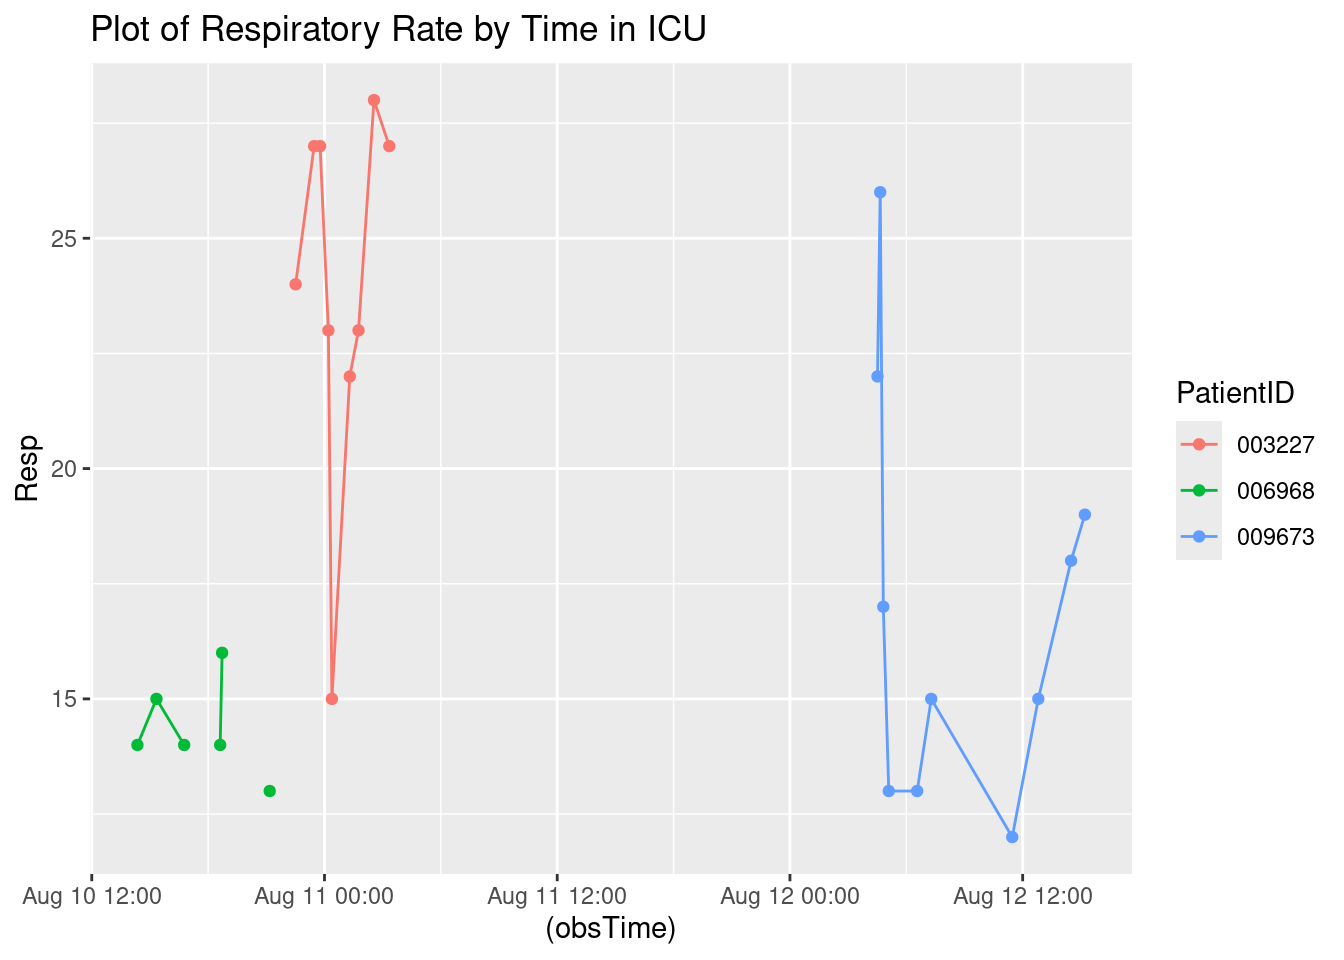 Plot of Respiratory Rate by Time in ICU
Resp
25
20
15
Aug 10 12:00
Aug 11 00:00
Aug 11 12:00
Aug 12 00:00
Aug 12 12:00
(obsTime)
PatientID
003227
006968
009673